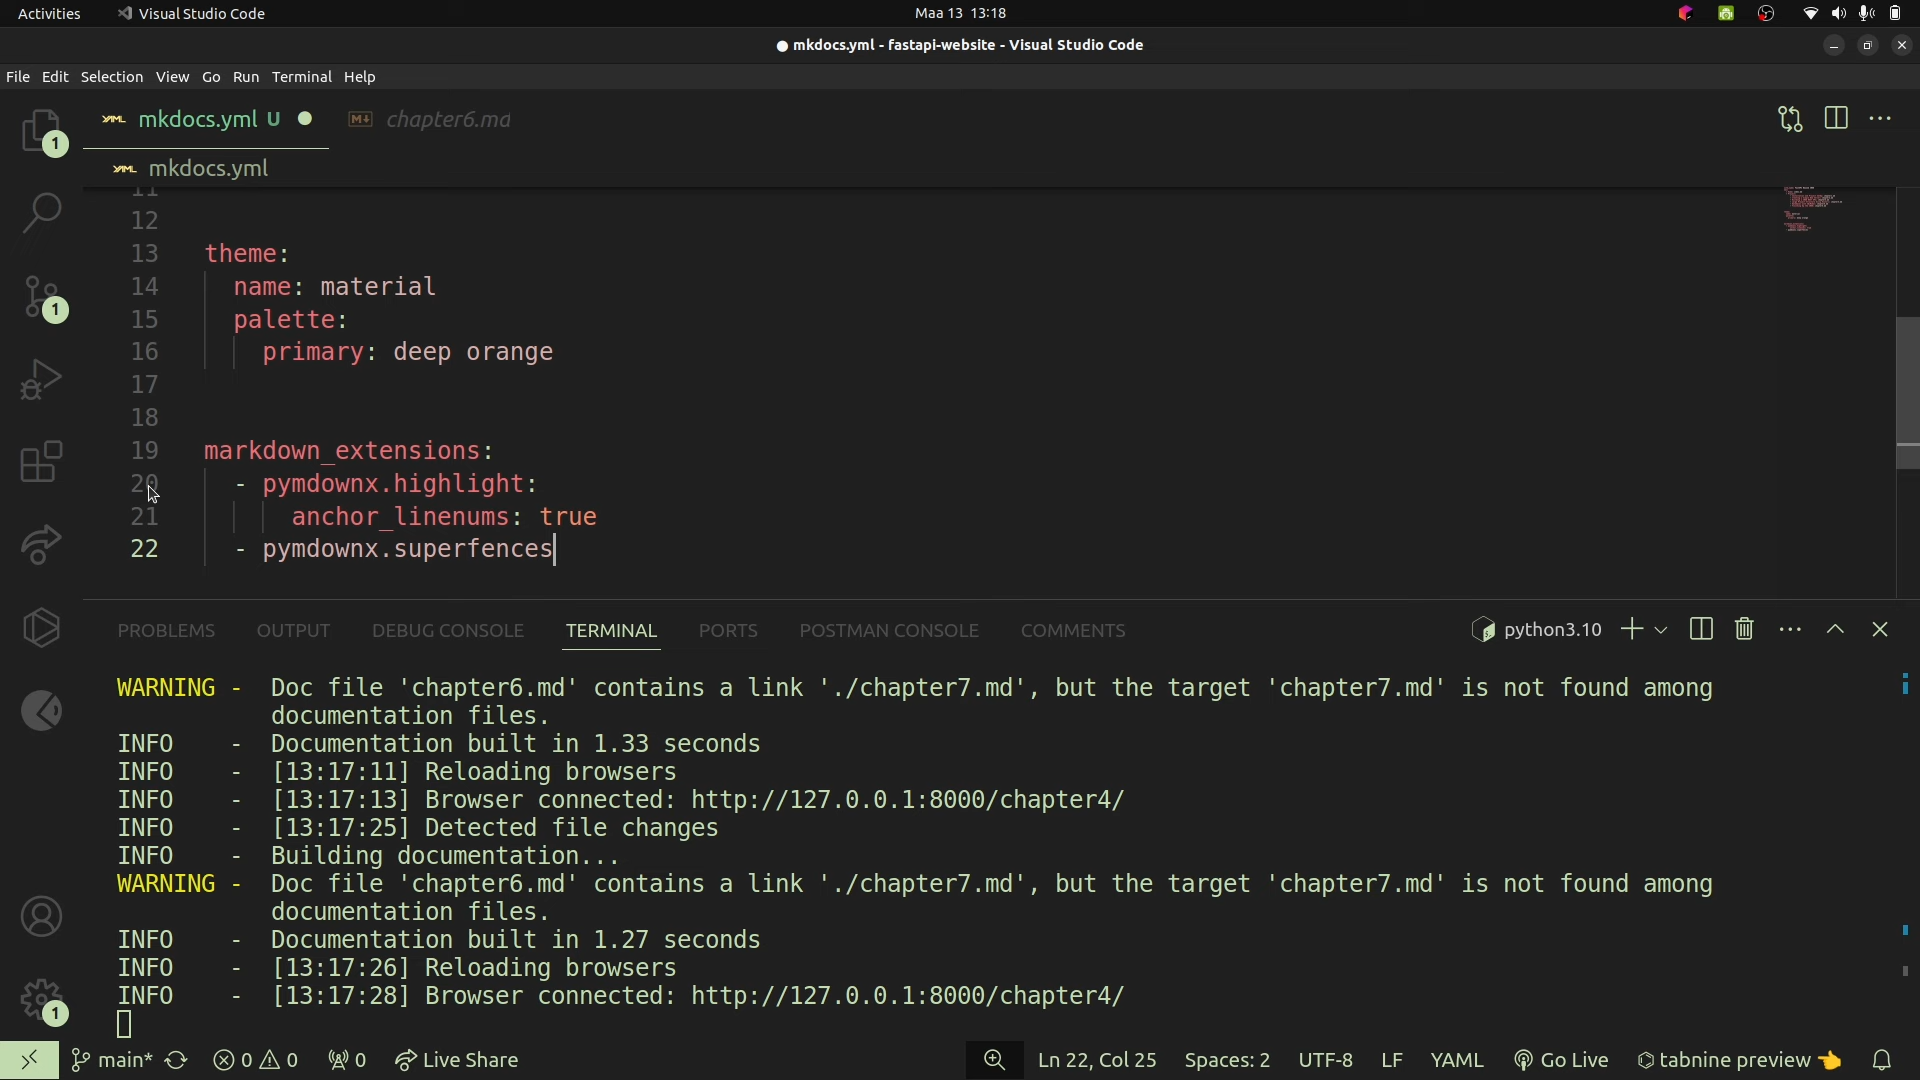 Activities
Visual Studio Code
Maa 13 13:18
mkdocs.yml - fastapi-website - Visual Studio Code
File Edit Selection View Go Run Terminal Help
mkdocs.yml U
chapter6.md
mkdocs.yml
11
12
13 theme:
14 name: material
15 palette:
16 primary: deep orange
17
18
19 markdown_extensions:
20 - pymdownx.highlight:
21 anchor_linenums: true
22 - pymdownx.superfences
1
1
1
PROBLEMS OUTPUT DEBUG CONSOLE TERMINAL PORTS POSTMAN CONSOLE COMMENTS
python3.10
WARNING - Doc file 'chapter6.md' contains a link './chapter7.md', but the target 'chapter7.md' is not found among
documentation files.
INFO - Documentation built in 1.33 seconds
INFO - [13:17:11] Reloading browsers
INFO - [13:17:13] Browser connected: http://127.0.0.1:8000/chapter4/
INFO - [13:17:25] Detected file changes
INFO - Building documentation...
WARNING - Doc file 'chapter6.md' contains a link './chapter7.md', but the target 'chapter7.md' is not found among
documentation files.
INFO - Documentation built in 1.27 seconds
INFO - [13:17:26] Reloading browsers
INFO - [13:17:28] Browser connected: http://127.0.0.1:8000/chapter4/
main* 0 0 0 Live Share
Ln 22, Col 25 Spaces: 2 UTF-8 LF YAML Go Live tabnine preview 👈